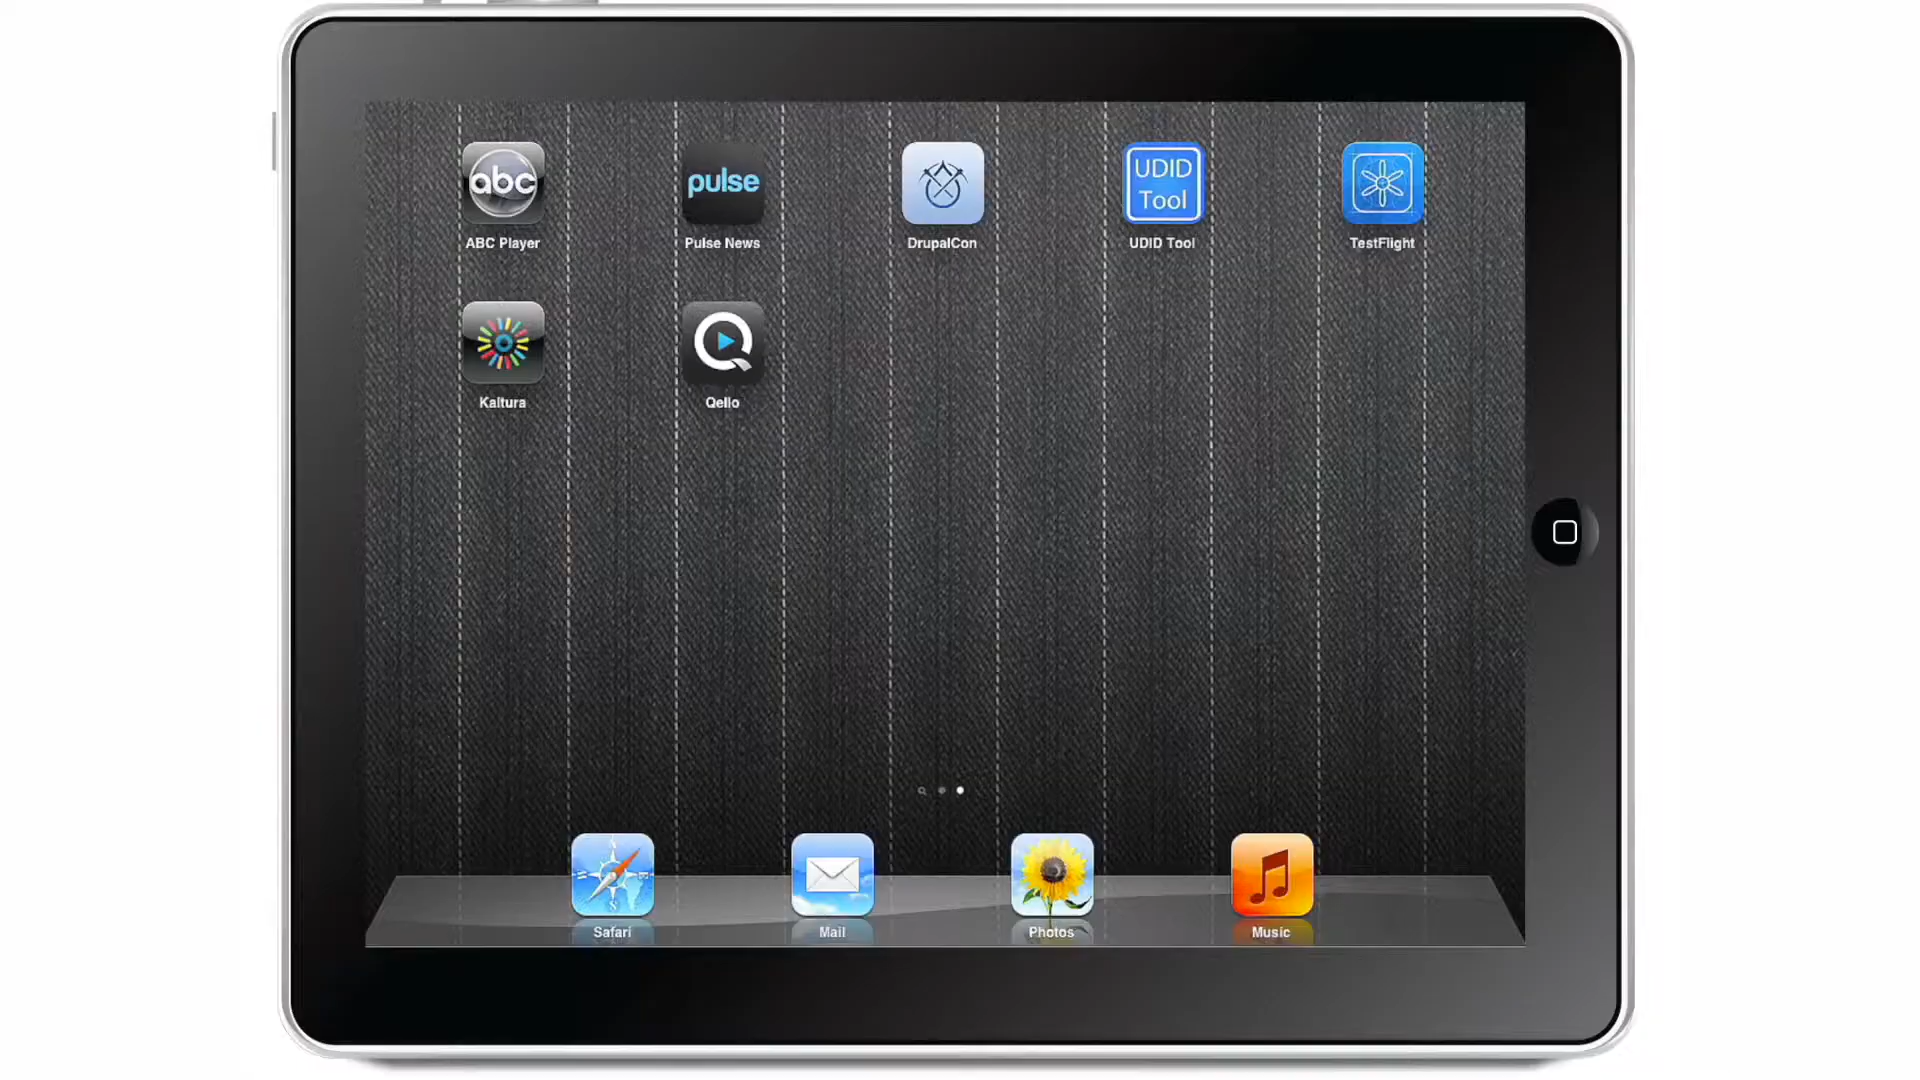 abc
pulse
UDID
Tool
ABC Player
Pulse News
DrupalCon
UDID Tool
TestFlight
Kaltura
Qello
N
S
Safari
Mail
Photos
Music